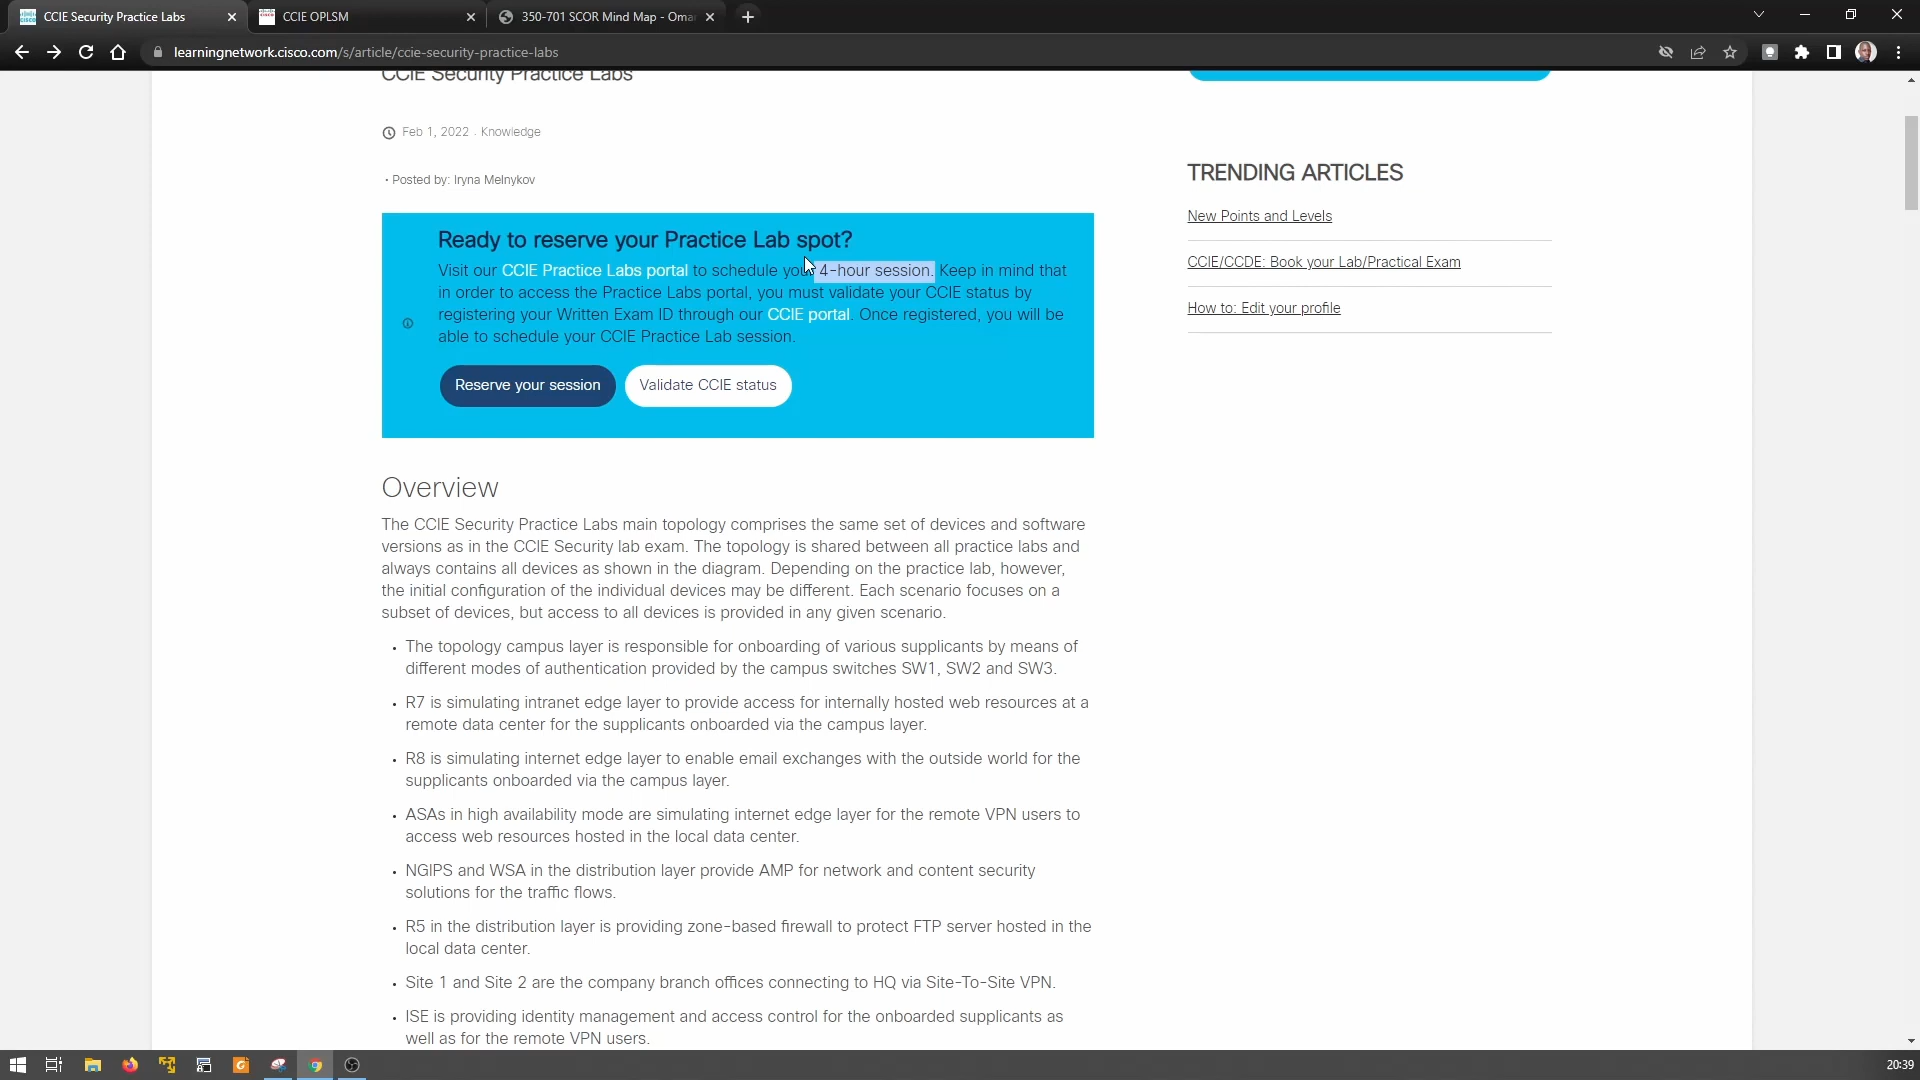 CCIE Security Practice Labs
CCIE OPLSM
350-701 SCOR Mind Map - Omar
learningnetwork.cisco.com/s/article/ccie-security-practice-labs
CCIE Security Practice Labs
Feb 1, 2022 . Knowledge
• Posted by: Iryna Melnykov
Ready to reserve your Practice Lab spot?
Visit our CCIE Practice Labs portal to schedule your 4-hour session. Keep in mind that
in order to access the Practice Labs portal, you must validate your CCIE status by
registering your Written Exam ID through our CCIE portal. Once registered, you will be
able to schedule your CCIE Practice Lab session.
Reserve your session
Validate CCIE status
TRENDING ARTICLES
New Points and Levels
CCIE/CCDE: Book your Lab/Practical Exam
How to: Edit your profile
Overview
The CCIE Security Practice Labs main topology comprises the same set of devices and software
versions as in the CCIE Security lab exam. The topology is shared between all practice labs and
always contains all devices as shown in the diagram. Depending on the practice lab, however,
the initial configuration of the individual devices may be different. Each scenario focuses on a
subset of devices, but access to all devices is provided in any given scenario.
• The topology campus layer is responsible for onboarding of various supplicants by means of
different modes of authentication provided by the campus switches SW1, SW2 and SW3.
• R7 is simulating intranet edge layer to provide access for internally hosted web resources at a
remote data center for the supplicants onboarded via the campus layer.
• R8 is simulating internet edge layer to enable email exchanges with the outside world for the
supplicants onboarded via the campus layer.
• ASAs in high availability mode are simulating internet edge layer for the remote VPN users to
access web resources hosted in the local data center.
• NGIPS and WSA in the distribution layer provide AMP for network and content security
solutions for the traffic flows.
• R5 in the distribution layer is providing zone-based firewall to protect FTP server hosted in the
local data center.
• Site 1 and Site 2 are the company branch offices connecting to HQ via Site-To-Site VPN.
• ISE is providing identity management and access control for the onboarded supplicants as
well as for the remote VPN users.
20:39